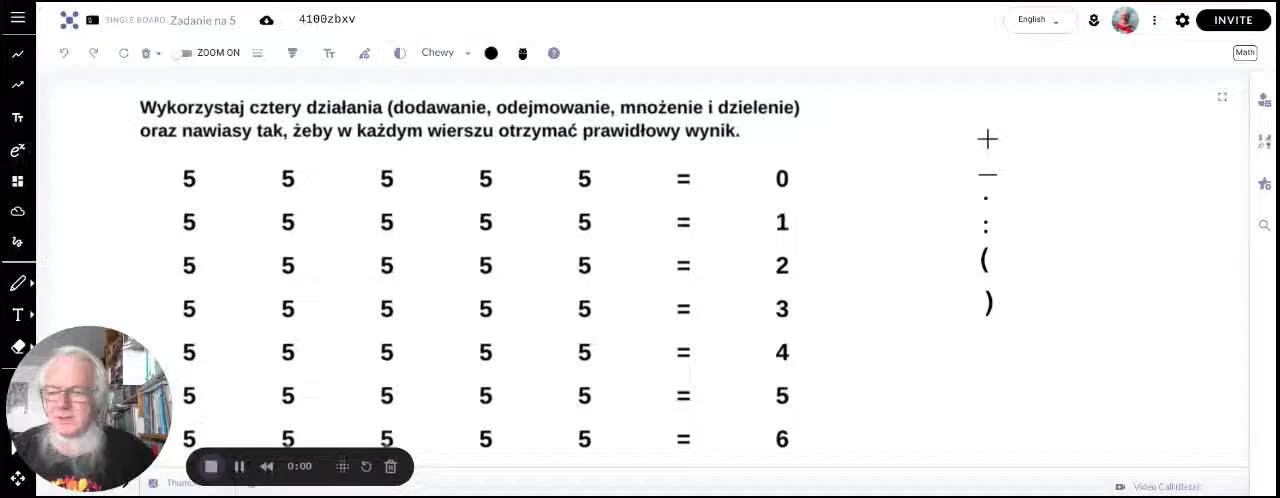 SINGLE BOARD: Zadanie na 5 4100zbxv English INVITE
ZOOM ON Tт Chewy Math
Wykorzystaj cztery działania (dodawanie, odejmowanie, mnożenie i dzielenie)
oraz nawiasy tak, żeby w każdym wierszu otrzymać prawidłowy wynik.
5 5 5 5 5 = 0
5 5 5 5 5 = 1
5 5 5 5 5 = 2
5 5 5 5 5 = 3
5 5 5 5 5 = 4
5 5 5 5 5 = 5
5 5 5 5 5 = 6
+
–
.
:
(
)
Tт
eˣ
T
0:00
Video Call(Beta)